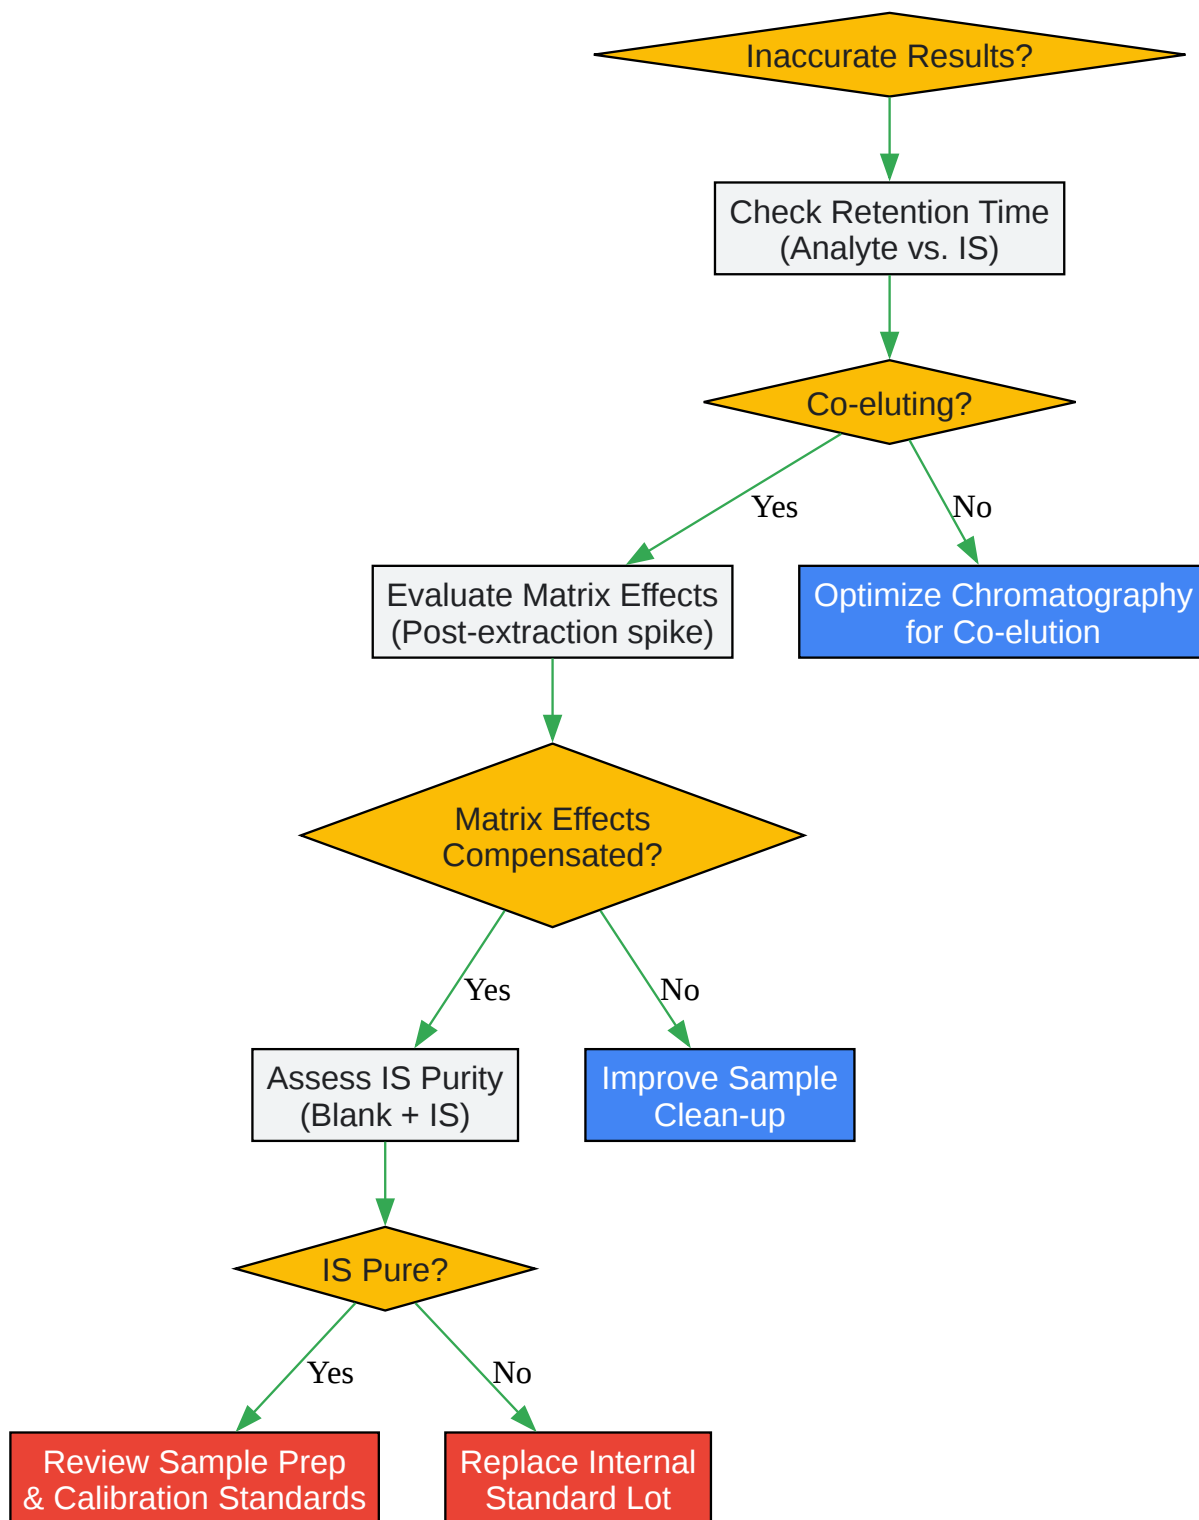 Inaccurate Results?
Check Retention Time
(Analyte vs. IS)
Co-eluting?
Yes
No
Evaluate Matrix Effects
(Post-extraction spike)
Optimize Chromatography
for Co-elution
Matrix Effects
Compensated?
Yes
No
Assess IS Purity
(Blank + IS)
Improve Sample
Clean-up
IS Pure?
Yes
No
Review Sample Prep
& Calibration Standards
Replace Internal
Standard Lot